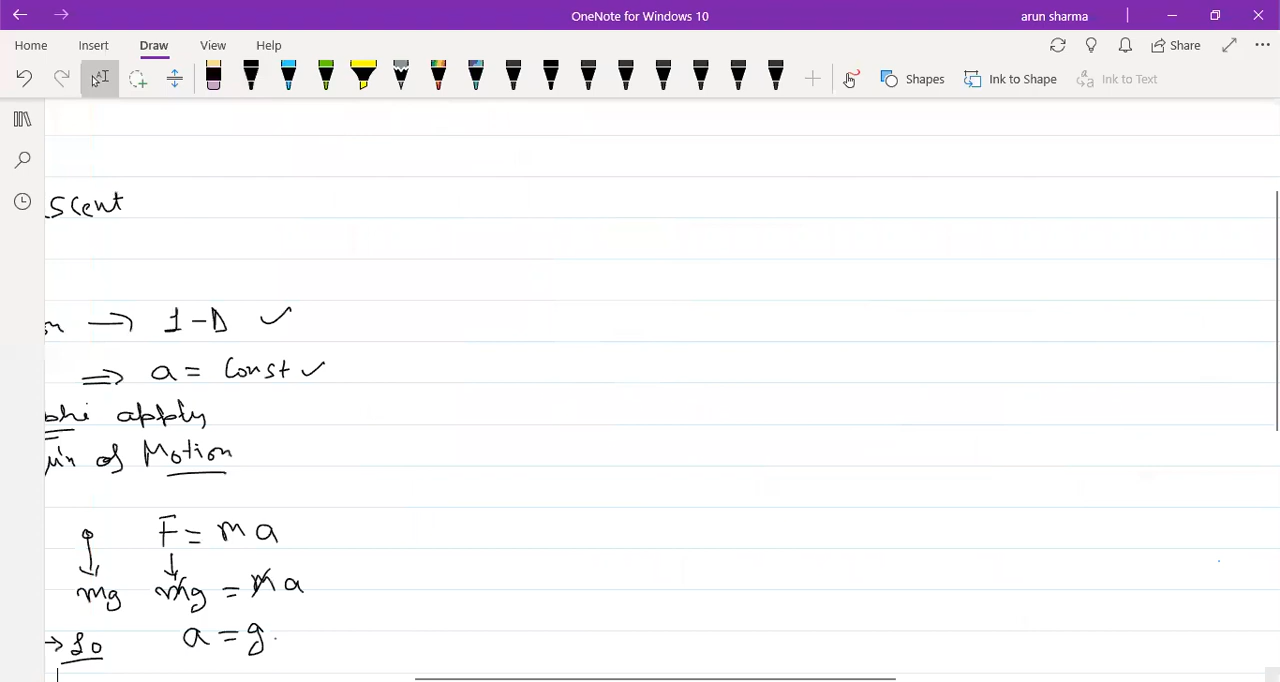 OneNote for Windows 10
arun sharma
Home Insert Draw View Help
Share
Shapes Ink to Shape Ink to Text
scent
⇒ 1-D ✓
⇒ a = Const ✓
apply
of Motion
F = ma
mg mg = ma
→ 10 a = g